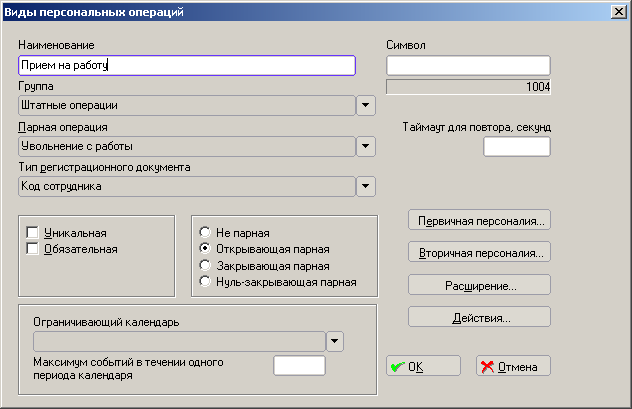 Виды персональных операций
Наименование
Символ
Прием на работу
Группа
1004
Штатные операции
Парная операция
Таймаут для повтора, секунд
Увольнение с работы
Тип регистрационного документа
Код сотрудника
Уникальная
Обязательная
Не парная
Открывающая парная
Закрывающая парная
Нуль-закрывающая парная
Первичная персоналия...
Вторичная персоналия...
Расширение...
Действия...
Ограничивающий календарь
Максимум событий в течении одного
периода календаря
OK
Отмена